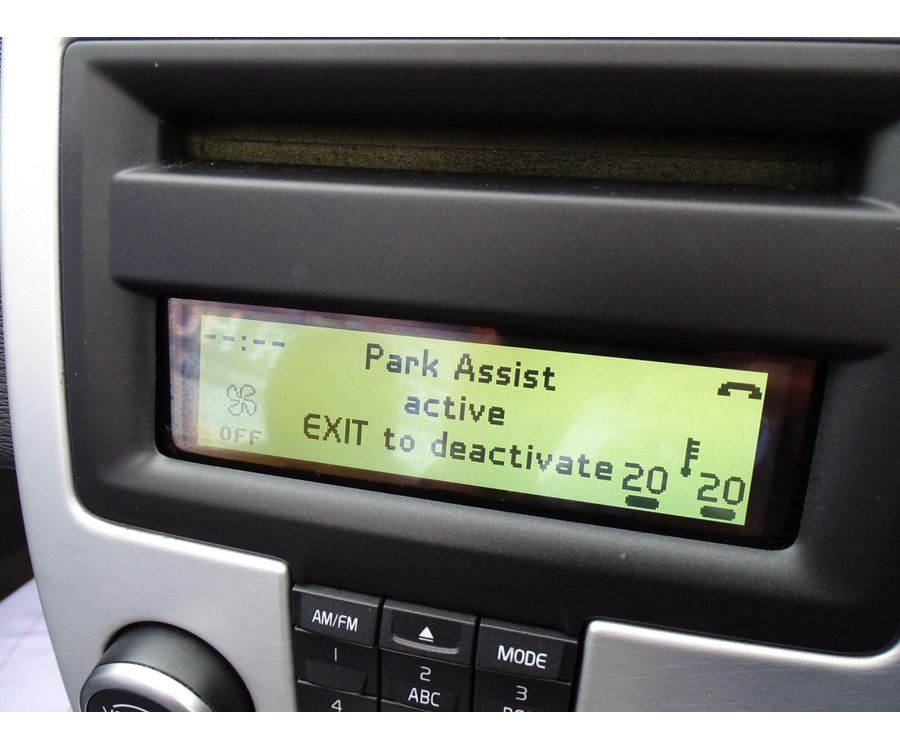 --:--
Park Assist
active
EXIT to deactivate
OFF
20 20
AM/FM
MODE
1
2
ABC
3
4